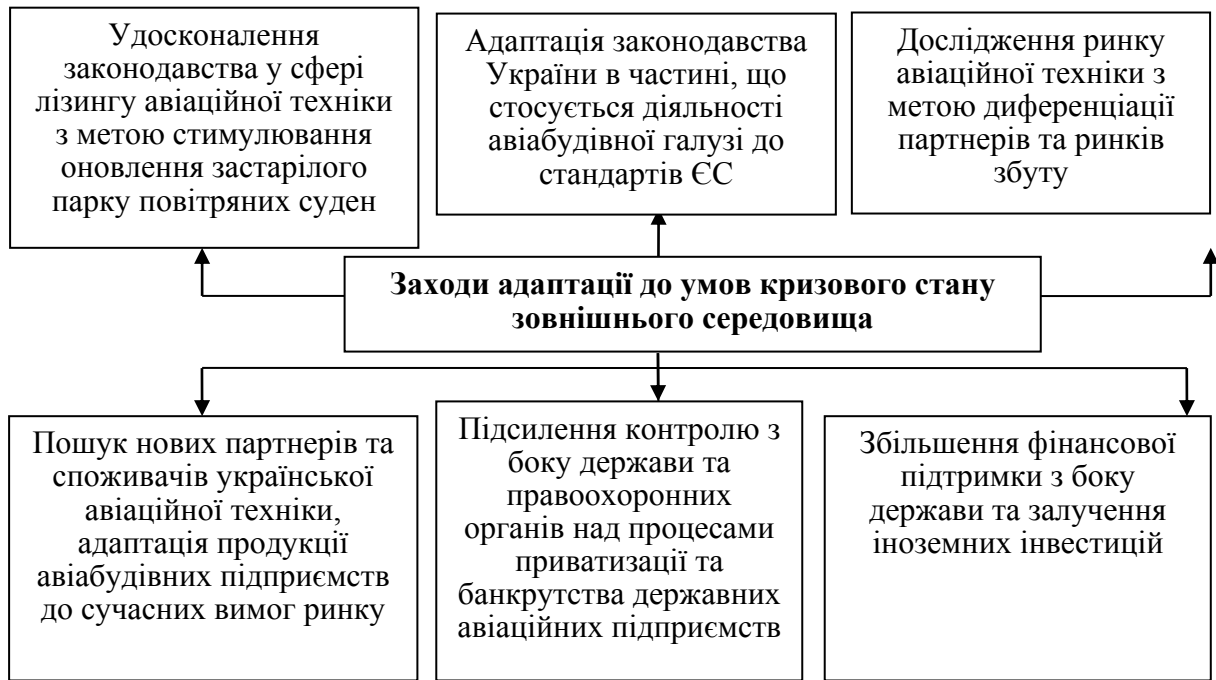 Удосконалення
законодавства у сфері
лізингу авіаційної техніки
з метою стимулювання
оновлення застарілого
парку повітряних суден
Адаптація законодавства
України в частині, що
стосується діяльності
авіабудівної галузі до
стандартів ЄС
Дослідження ринку
авіаційної техніки з
метою диференціації
партнерів та ринків
збуту
Заходи адаптації до умов кризового стану
зовнішнього середовища
Пошук нових партнерів та
споживачів української
авіаційної техніки,
адаптація продукції
авіабудівних підприємств
до сучасних вимог ринку
Підсилення контролю з
боку держави та
правоохоронних
органів над процесами
приватизації та
банкрутства державних
авіаційних підприємств
Збільшення фінансової
підтримки з боку
держави та залучення
іноземних інвестицій